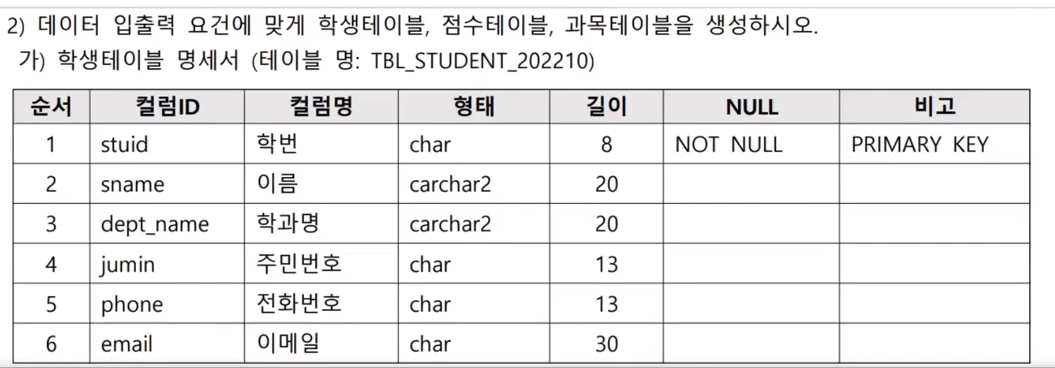 2) 데이터 입출력 요건에 맞게 학생테이블, 점수테이블, 과목테이블을 생성하시오.
가) 학생테이블 명세서 (테이블 명: TBL_STUDENT_202210)
순서 컬럼ID 컬럼명 형태 길이 NULL 비고
1 stuid 학번 char 8 NOT NULL PRIMARY KEY
2 sname 이름 carchar2 20
3 dept_name 학과명 carchar2 20
4 jumin 주민번호 char 13
5 phone 전화번호 char 13
6 email 이메일 char 30